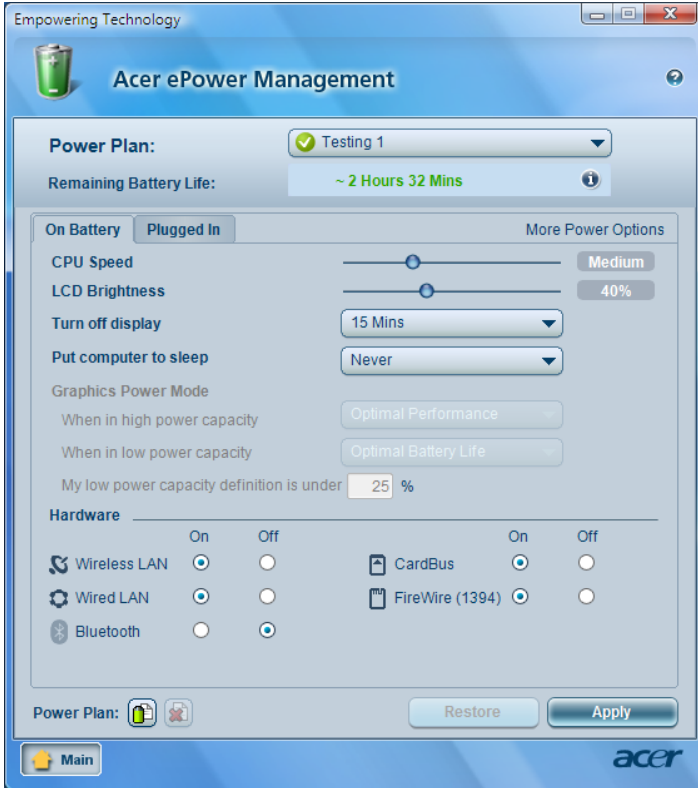 Empowering Technology
Acer ePower Management
Power Plan: Testing 1
Remaining Battery Life: ~ 2 Hours 32 Mins
On Battery Plugged In More Power Options
CPU Speed Medium
LCD Brightness 40%
Turn off display 15 Mins
Put computer to sleep Never
Graphics Power Mode
When in high power capacity Optimal Performance
When in low power capacity Optimal Battery Life
My low power capacity definition is under 25 %
Hardware
On Off On Off
Wireless LAN CardBus
Wired LAN FireWire (1394)
Bluetooth
Power Plan: Restore Apply
Main acer